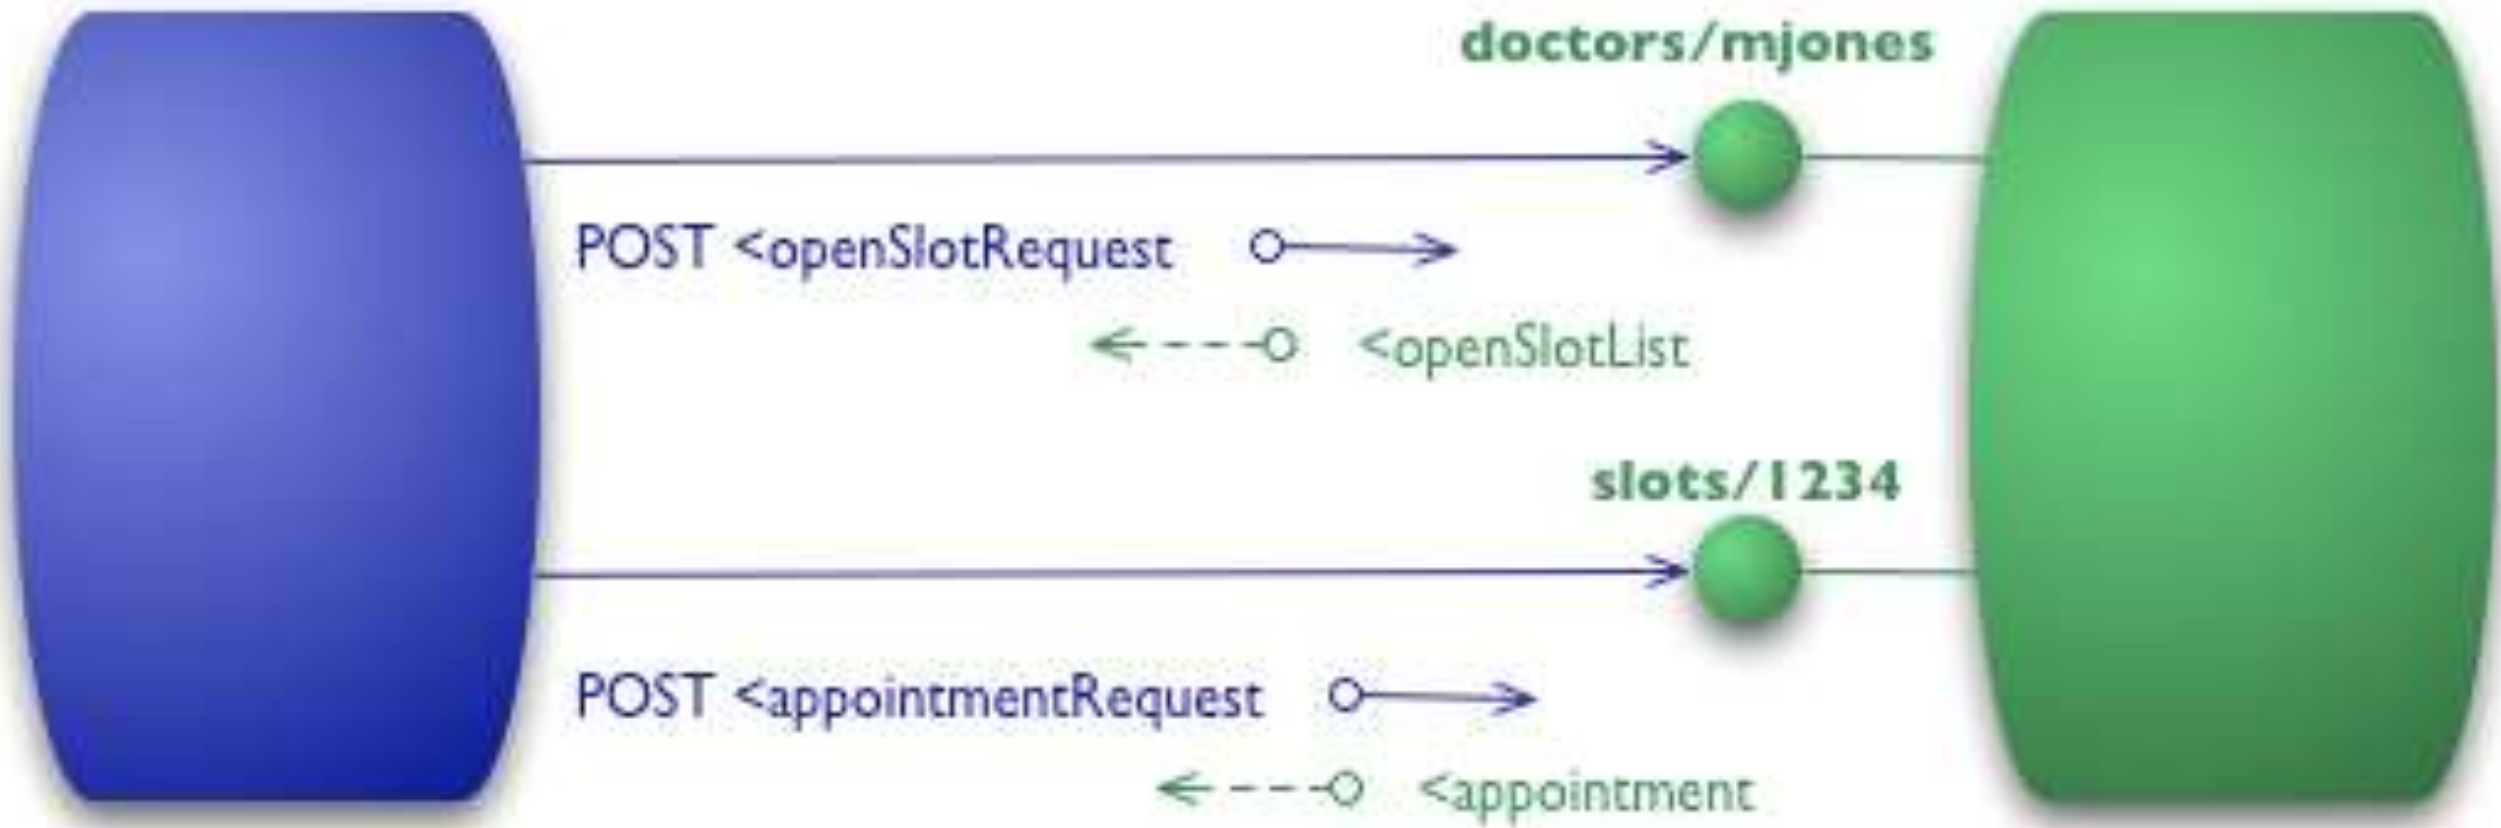 doctors/mjones
POST <openSlotRequest
<openSlotList
slots/1234
POST <appointmentRequest
<appointment